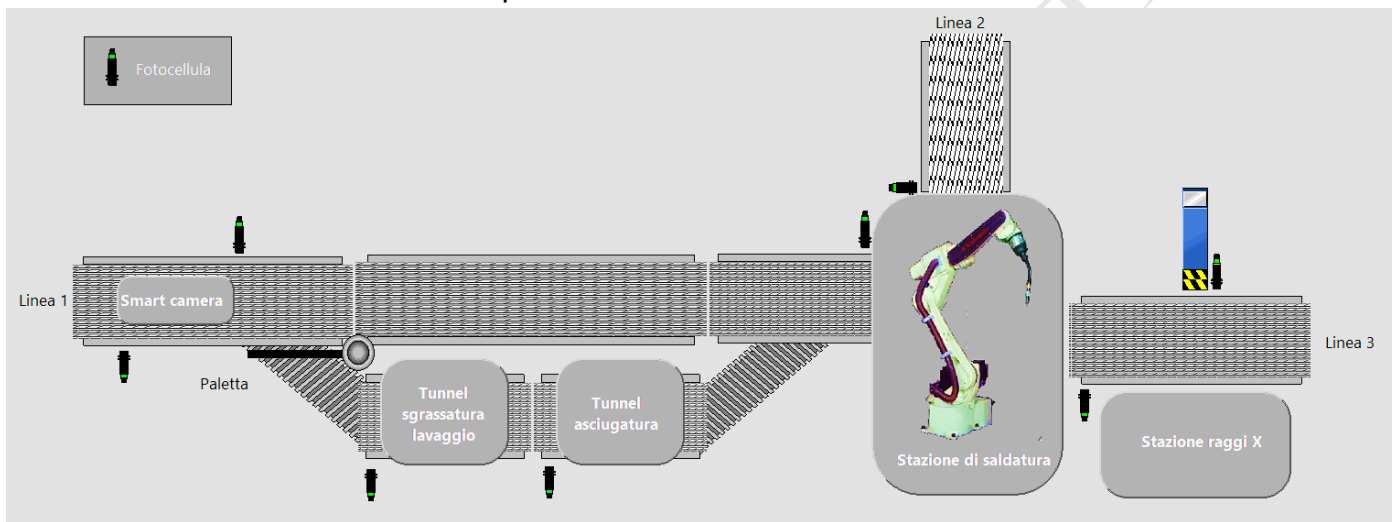 Linea 2
Fotocellula
Linea 1
Smart camera
Paletta
Tunnel
sgrassatura
lavaggio
Tunnel
asciugatura
Stazione di saldatura
Linea 3
Stazione raggi X